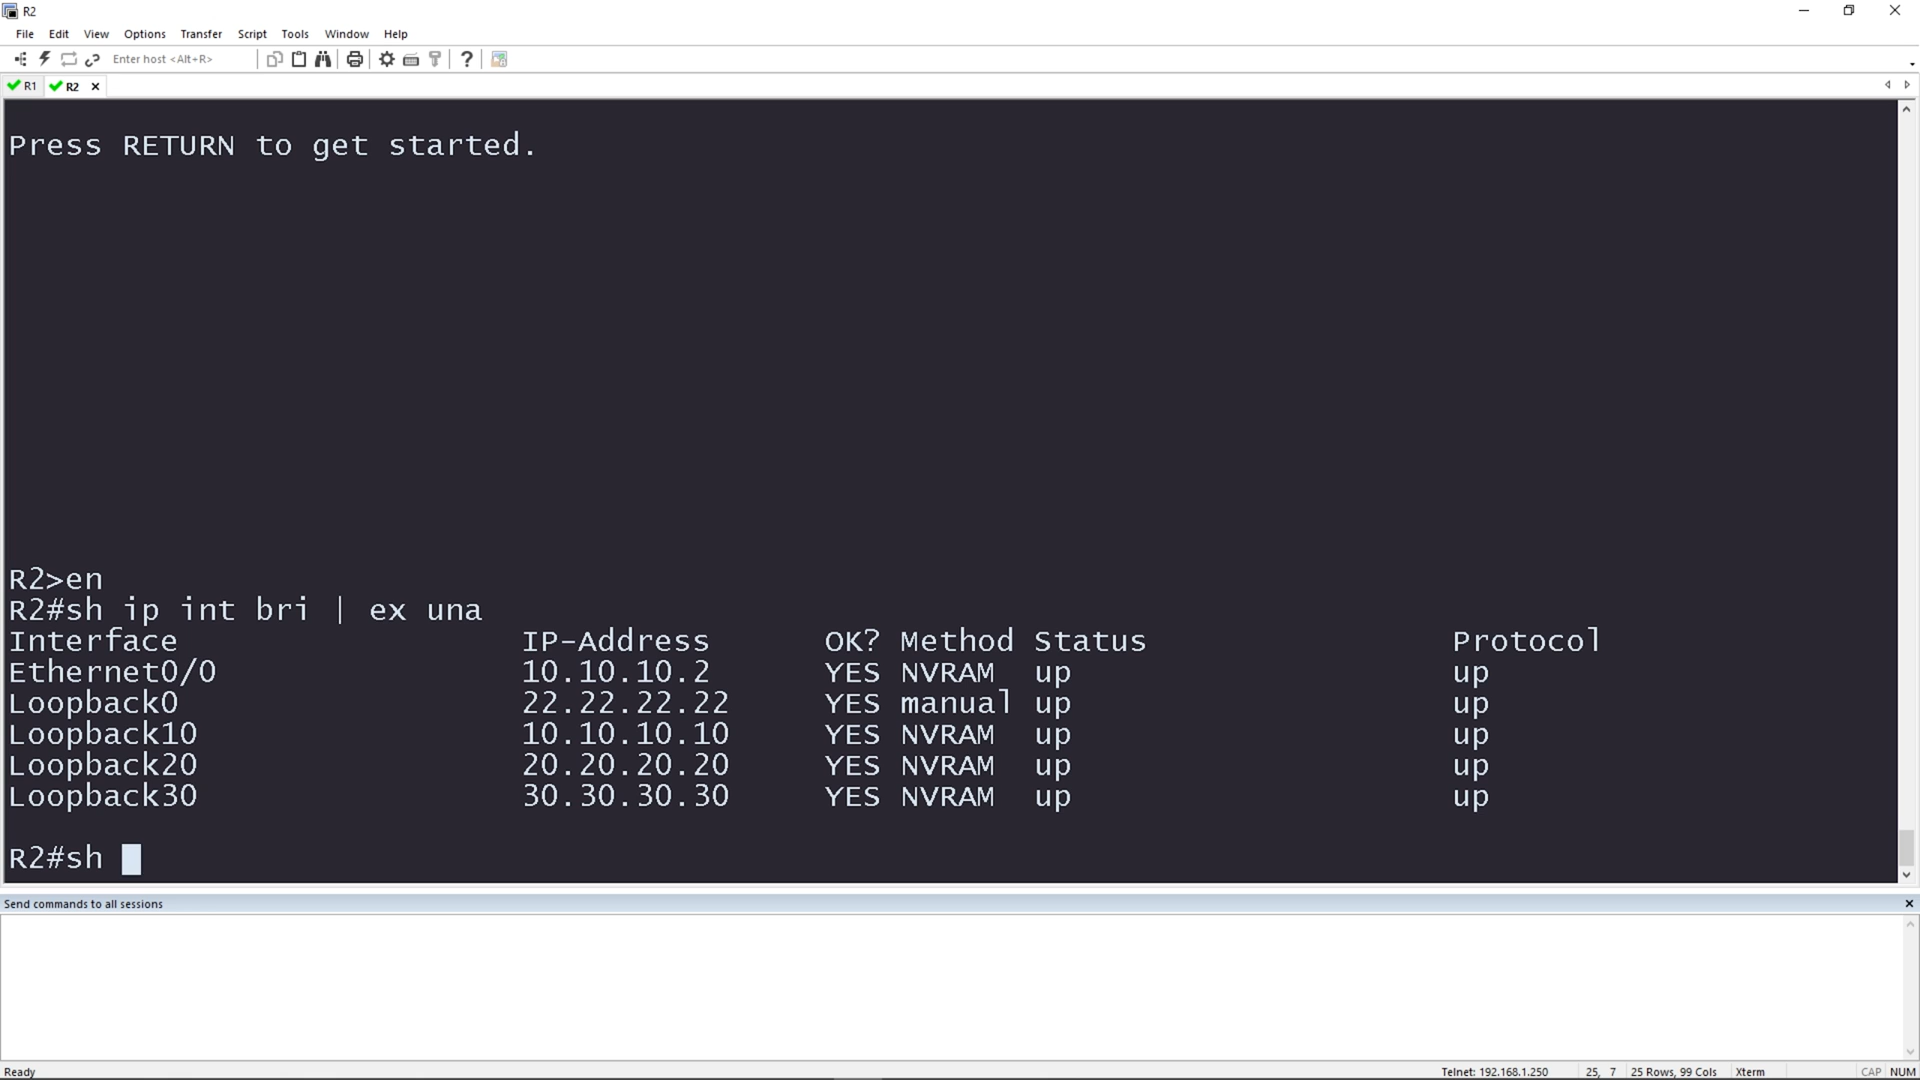 R2
File Edit View Options Transfer Script Tools Window Help
Enter host <Alt+R>
R1 R2
Press RETURN to get started.
R2>en
R2#sh ip int bri | ex una
Interface IP-Address OK? Method Status Protocol
Ethernet0/0 10.10.10.2 YES NVRAM up up
Loopback0 22.22.22.22 YES manual up up
Loopback10 10.10.10.10 YES NVRAM up up
Loopback20 20.20.20.20 YES NVRAM up up
Loopback30 30.30.30.30 YES NVRAM up up
R2#sh
Send commands to all sessions
Ready Telnet: 192.168.1.250 25, 7 25 Rows, 99 Cols Xterm CAP NUM